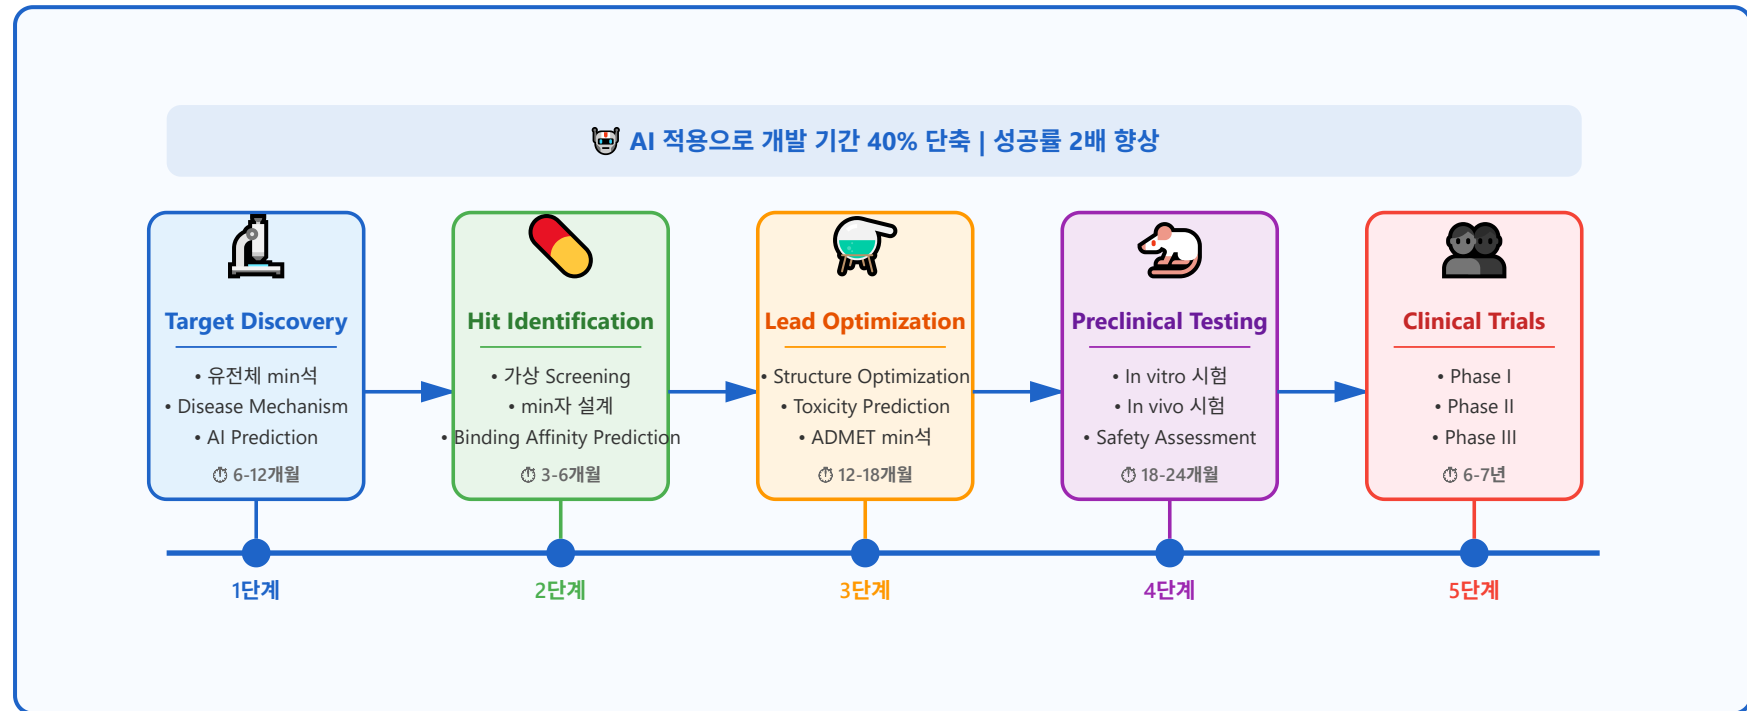 🤖 AI 적용으로 개발 기간 40% 단축 | 성공률 2배 향상
Target Discovery
• 유전체 min석
• Disease Mechanism
• AI Prediction
⏱ 6-12개월
1단계
Hit Identification
• 가상 Screening
• min자 설계
• Binding Affinity Prediction
⏱ 3-6개월
2단계
Lead Optimization
• Structure Optimization
• Toxicity Prediction
• ADMET min석
⏱ 12-18개월
3단계
Preclinical Testing
• In vitro 시험
• In vivo 시험
• Safety Assessment
⏱ 18-24개월
4단계
Clinical Trials
• Phase I
• Phase II
• Phase III
⏱ 6-7년
5단계